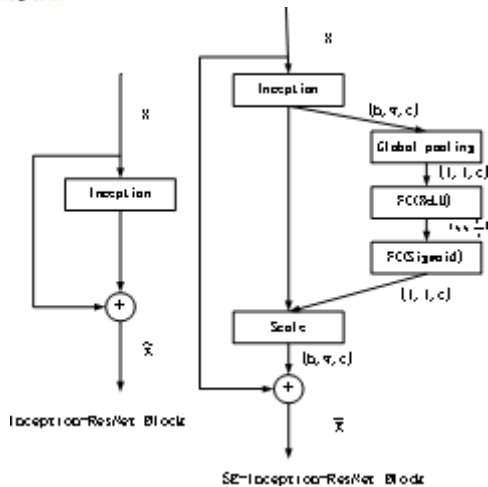 X
Inception
+
X̃
Inception-ResNet Block
X
Inception
(h, w, c)
Global pooling
(1, 1, c)
FC(ReLU)
FC(Sigmoid)
(1, 1, c)
Scale
(h, w, c)
+
X̃
SE-Inception-ResNet Block